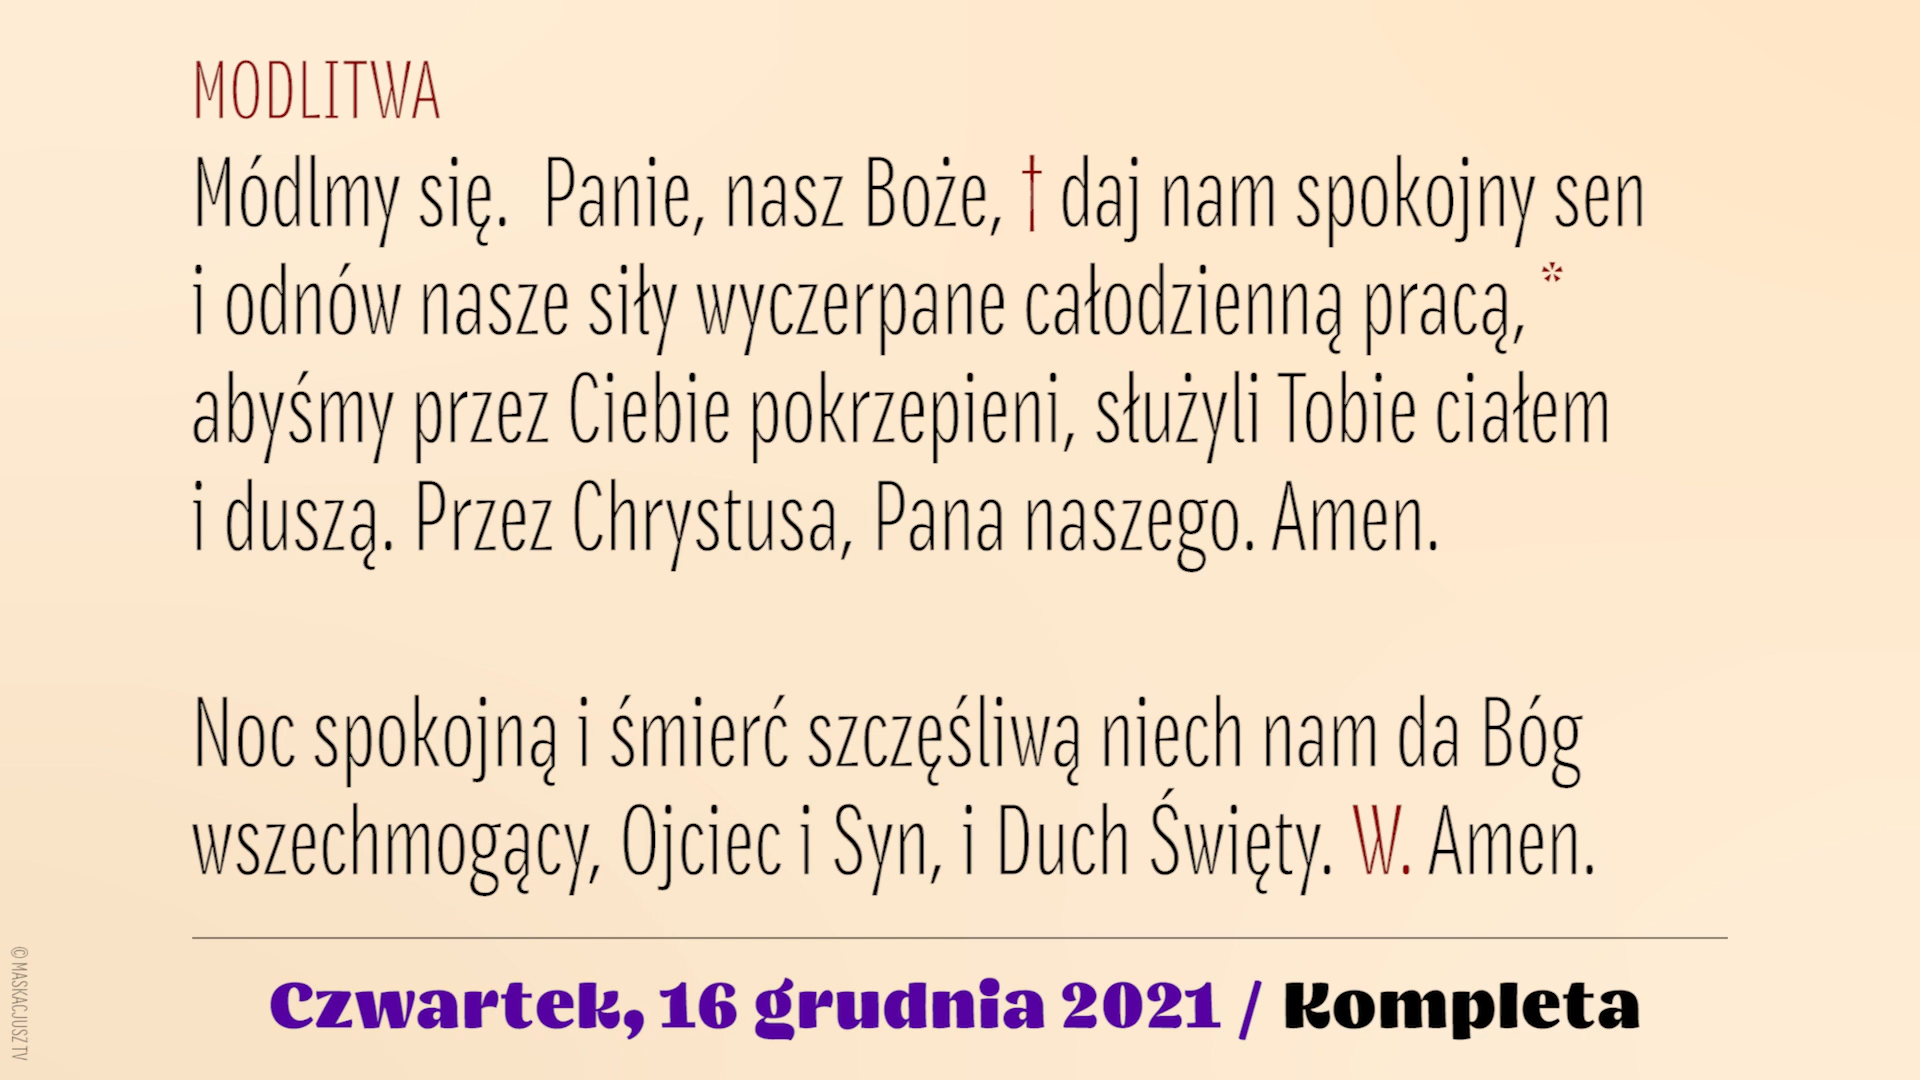 MODLITWA
Módlmy się.  Panie, nasz Boże, † daj nam spokojny sen
i odnów nasze siły wyczerpane całodzienną pracą, *
abyśmy przez Ciebie pokrzepieni, służyli Tobie ciałem
i duszą. Przez Chrystusa, Pana naszego. Amen.
Noc spokojną i śmierć szczęśliwą niech nam da Bóg
wszechmogący, Ojciec i Syn, i Duch Święty. W. Amen.
Czwartek, 16 grudnia 2021 / Kompleta
© MASKACJUSZ TV